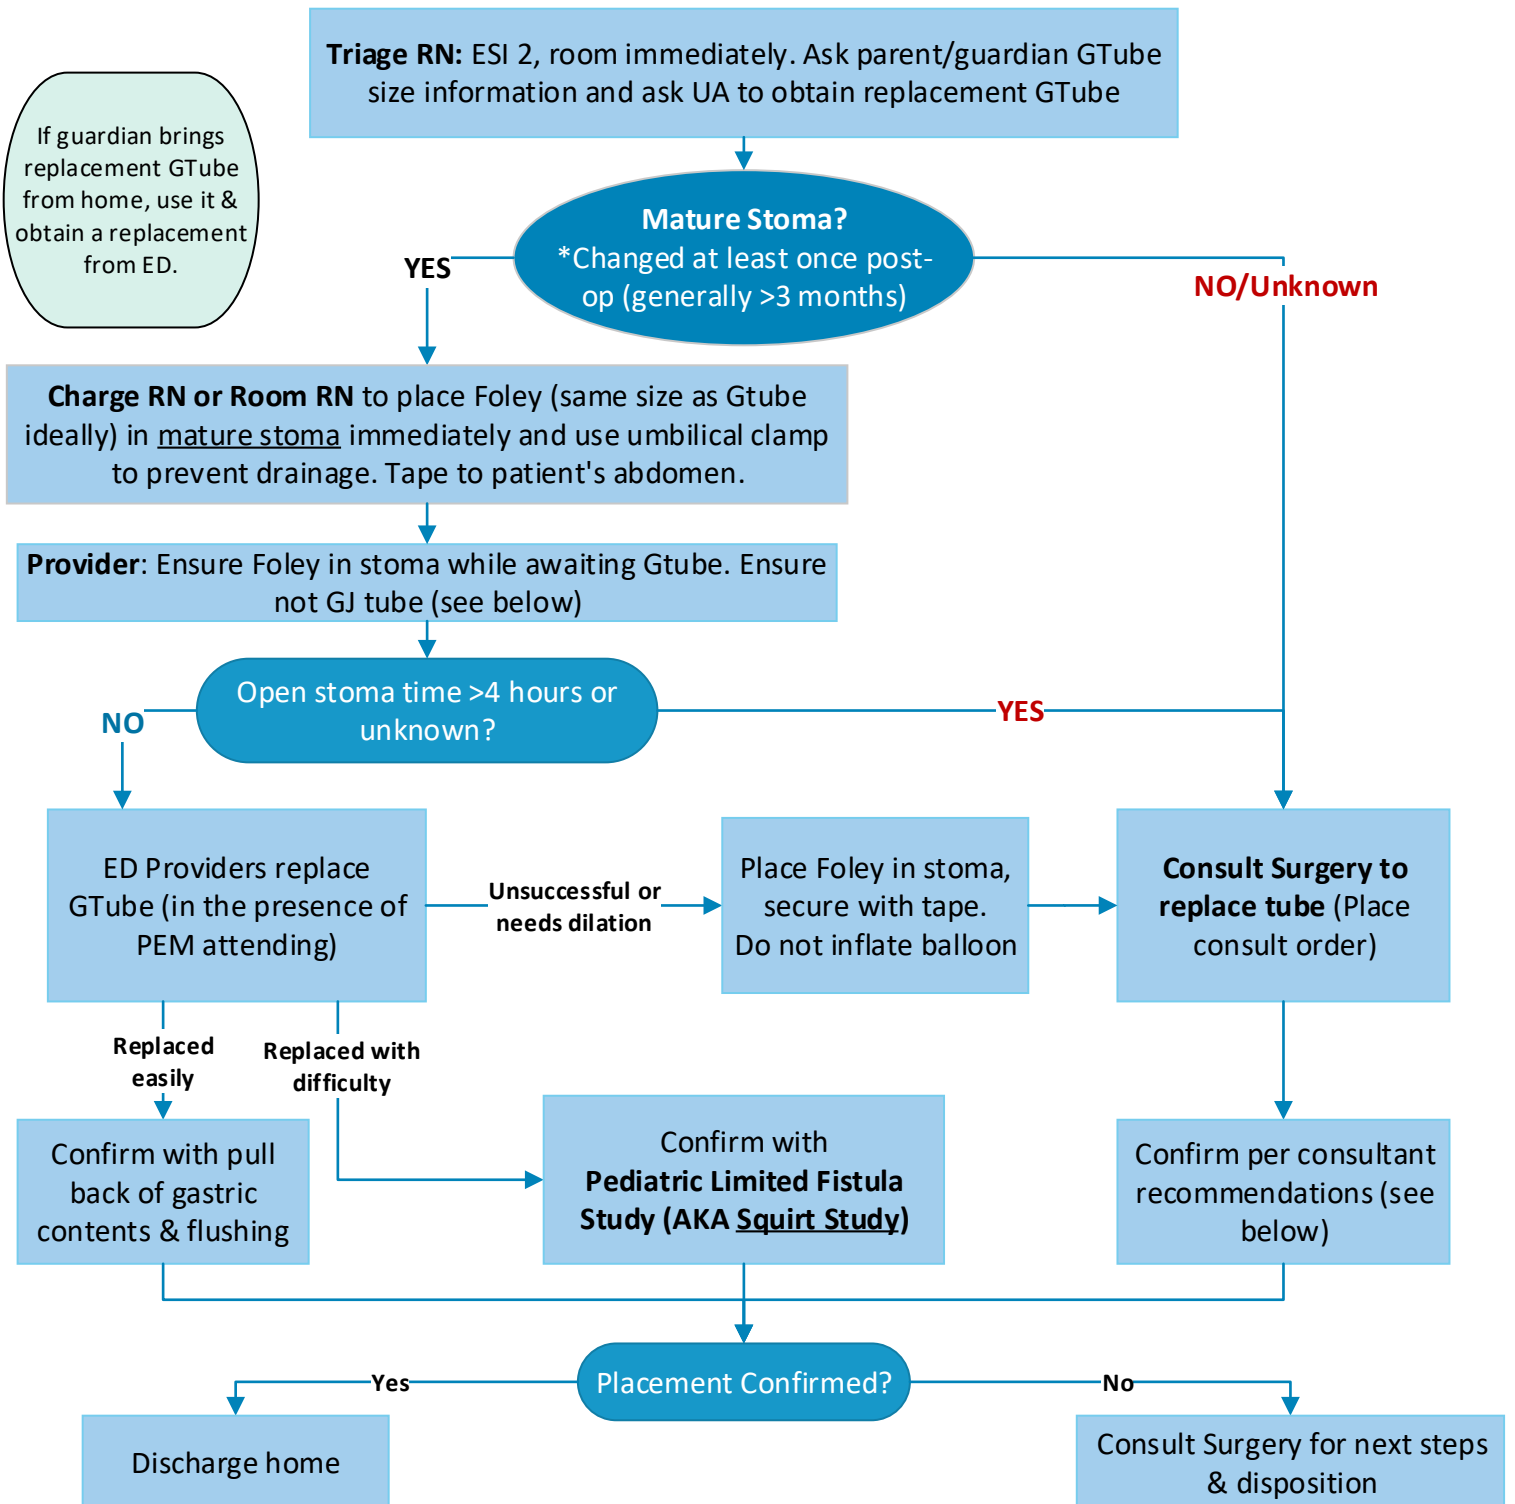 Triage RN: ESI 2, room immediately. Ask parent/guardian GTube
size information and ask UA to obtain replacement GTube
If guardian brings
replacement GTube
from home, use it &
obtain a replacement
from ED.
Mature Stoma?
*Changed at least once post-
op (generally >3 months)
YES
NO/Unknown
Charge RN or Room RN to place Foley (same size as Gtube
ideally) in mature stoma immediately and use umbilical clamp
to prevent drainage. Tape to patient's abdomen.
Provider: Ensure Foley in stoma while awaiting Gtube. Ensure
not GJ tube (see below)
Open stoma time >4 hours or
unknown?
NO
YES
ED Providers replace
GTube (in the presence of
PEM attending)
Unsuccessful or
needs dilation
Place Foley in stoma,
secure with tape.
Do not inflate balloon
Consult Surgery to
replace tube (Place
consult order)
Replaced
easily
Replaced with
difficulty
Confirm with pull
back of gastric
contents & flushing
Confirm with
Pediatric Limited Fistula
Study (AKA Squirt Study)
Confirm per consultant
recommendations (see
below)
Placement Confirmed?
Yes
No
Discharge home
Consult Surgery for next steps
& disposition